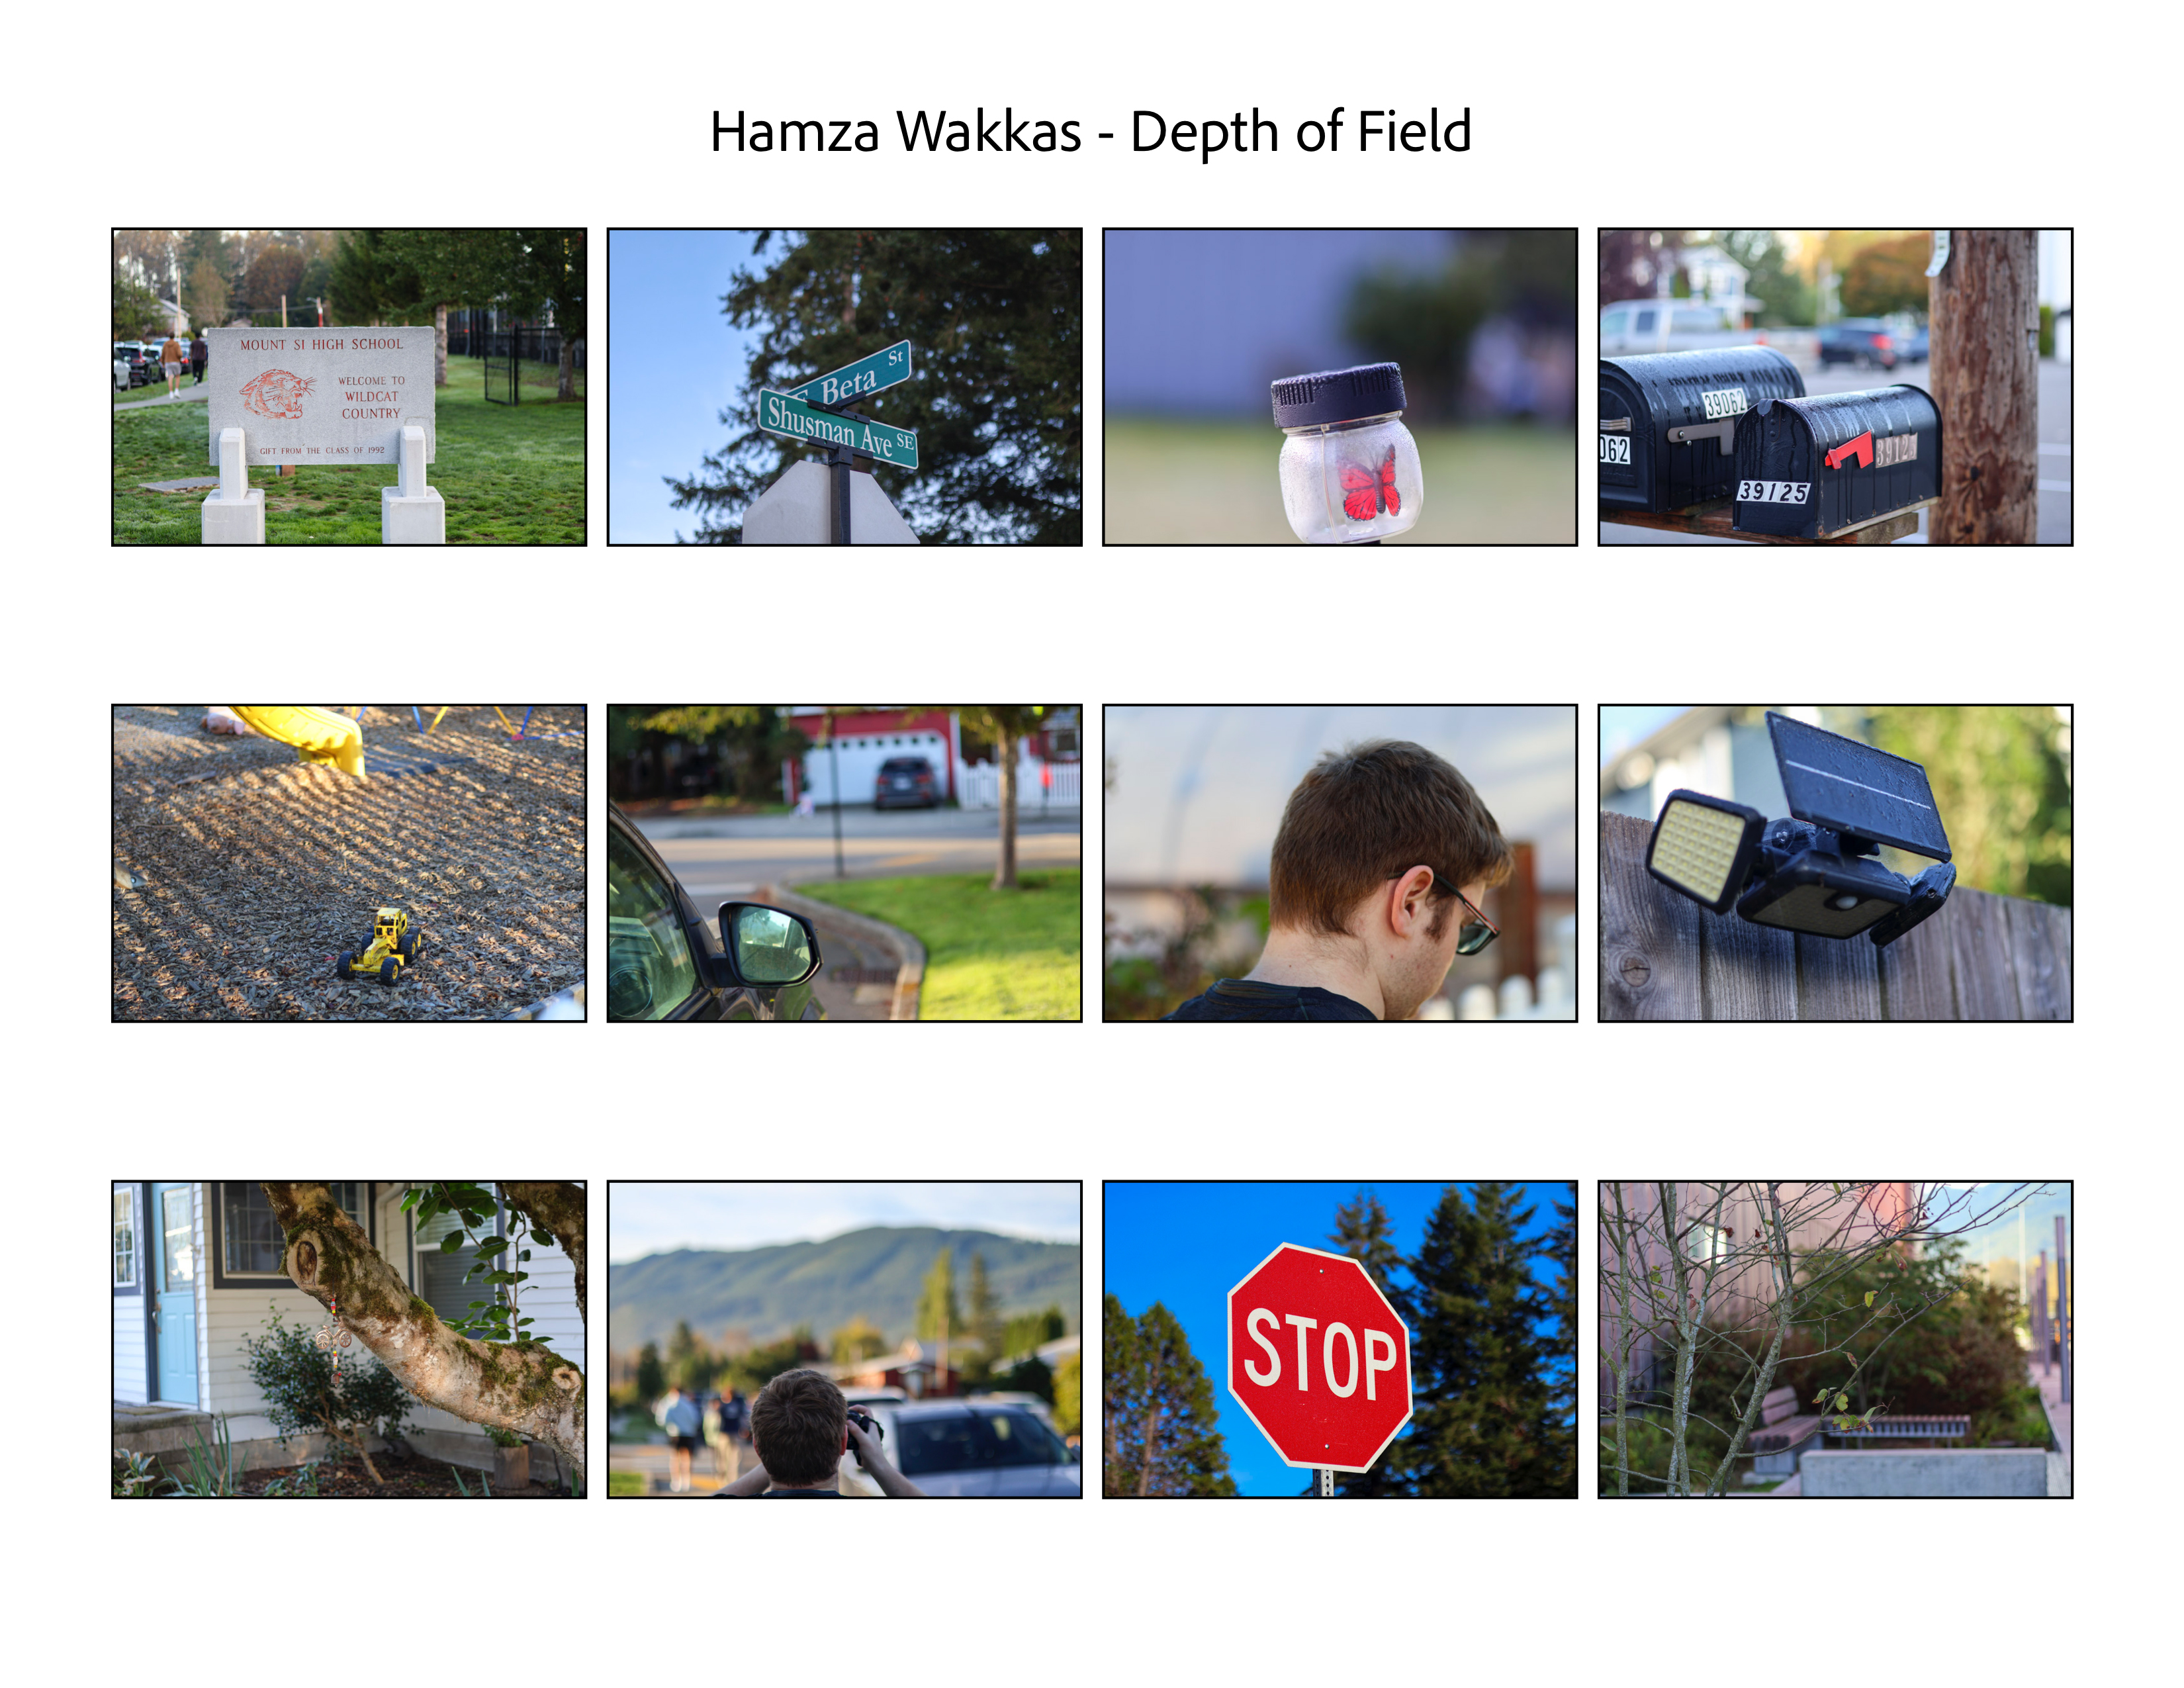 Hamza Wakkas - Depth of Field
MOUNT SI HIGH SCHOOL
WELCOME TO
WILDCAT
COUNTRY
GIFT FROM THE CLASS OF 1992
E Beta St
Shusman Ave SE
39062
062
39125
STOP